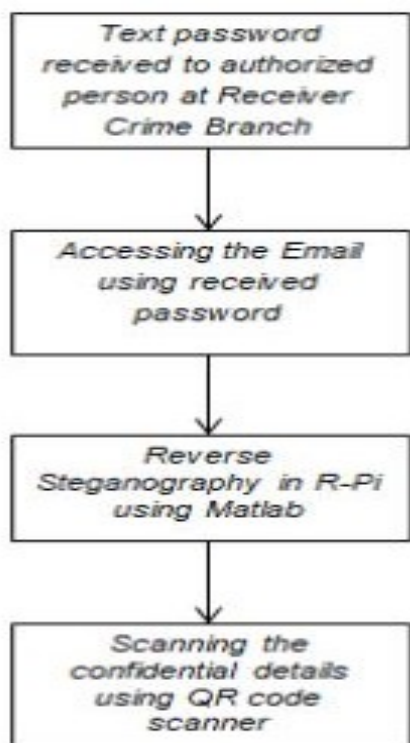 Text password
received to authorized
person at Receiver
Crime Branch
Accessing the Email
using received
password
Reverse
Steganography in R-Pi
using Matlab
Scanning the
confidential details
using QR code
scanner